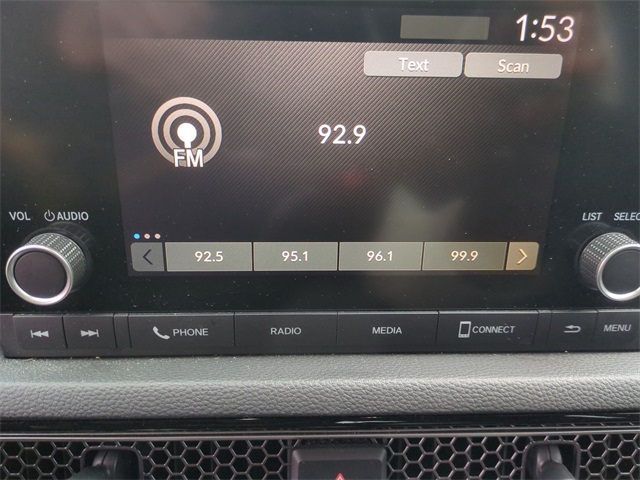 1:53
Text Scan
FM 92.9
VOL AUDIO LIST SELEC
92.5 95.1 96.1 99.9
PHONE RADIO MEDIA CONNECT MENU